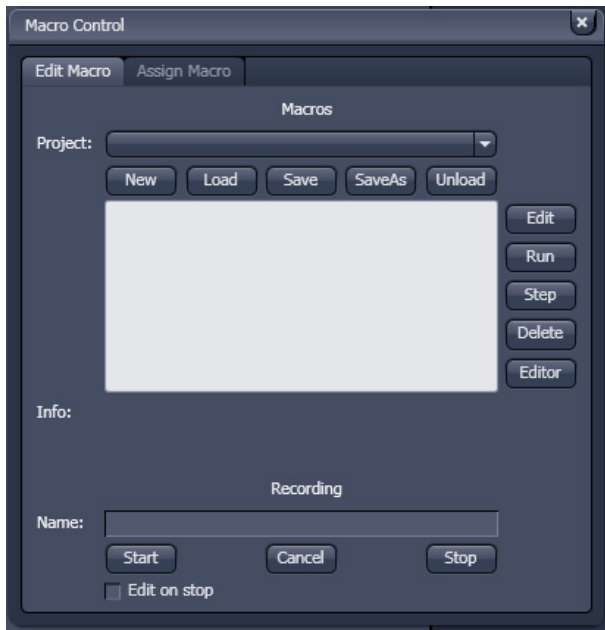 Macro Control
Edit Macro Assign Macro
Macros
Project:
New Load Save SaveAs Unload
Edit
Run
Step
Delete
Editor
Info:
Recording
Name:
Start Cancel Stop
Edit on stop